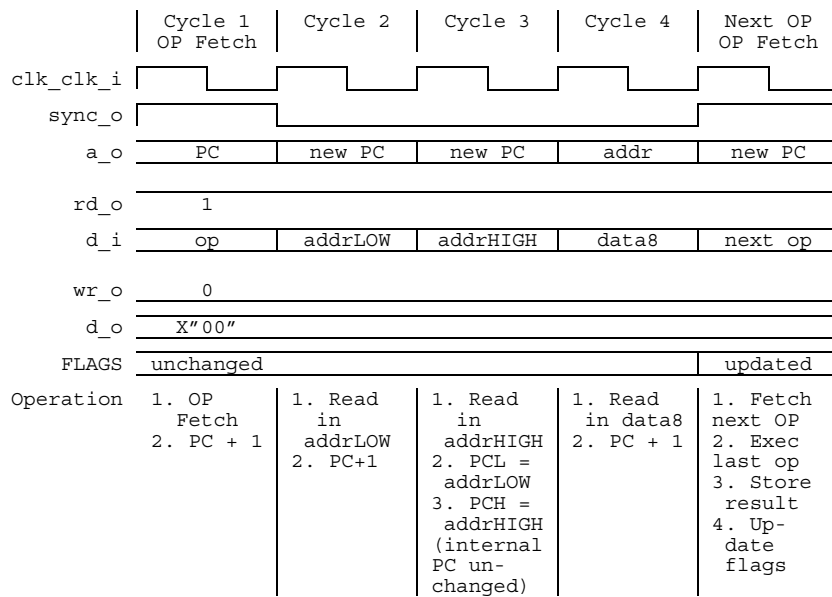 Cycle 1 Cycle 2 Cycle 3 Cycle 4 Next OP
OP Fetch OP Fetch
clk_clk_i
sync_o
a_o PC new PC new PC addr new PC
rd_o 1
d_i op addrLOW addrHIGH data8 next op
wr_o 0
d_o X"00"
FLAGS unchanged updated
Operation 1. OP 1. Read 1. Read 1. Read 1. Fetch
Fetch in in in data8 next OP
2. PC + 1 addrLOW addrHIGH 2. PC + 1 2. Exec
2. PC+1 2. PCL = last op
addrLOW 3. Store
3. PCH = result
addrHIGH 4. Up-
(internal date
PC un- flags
changed)